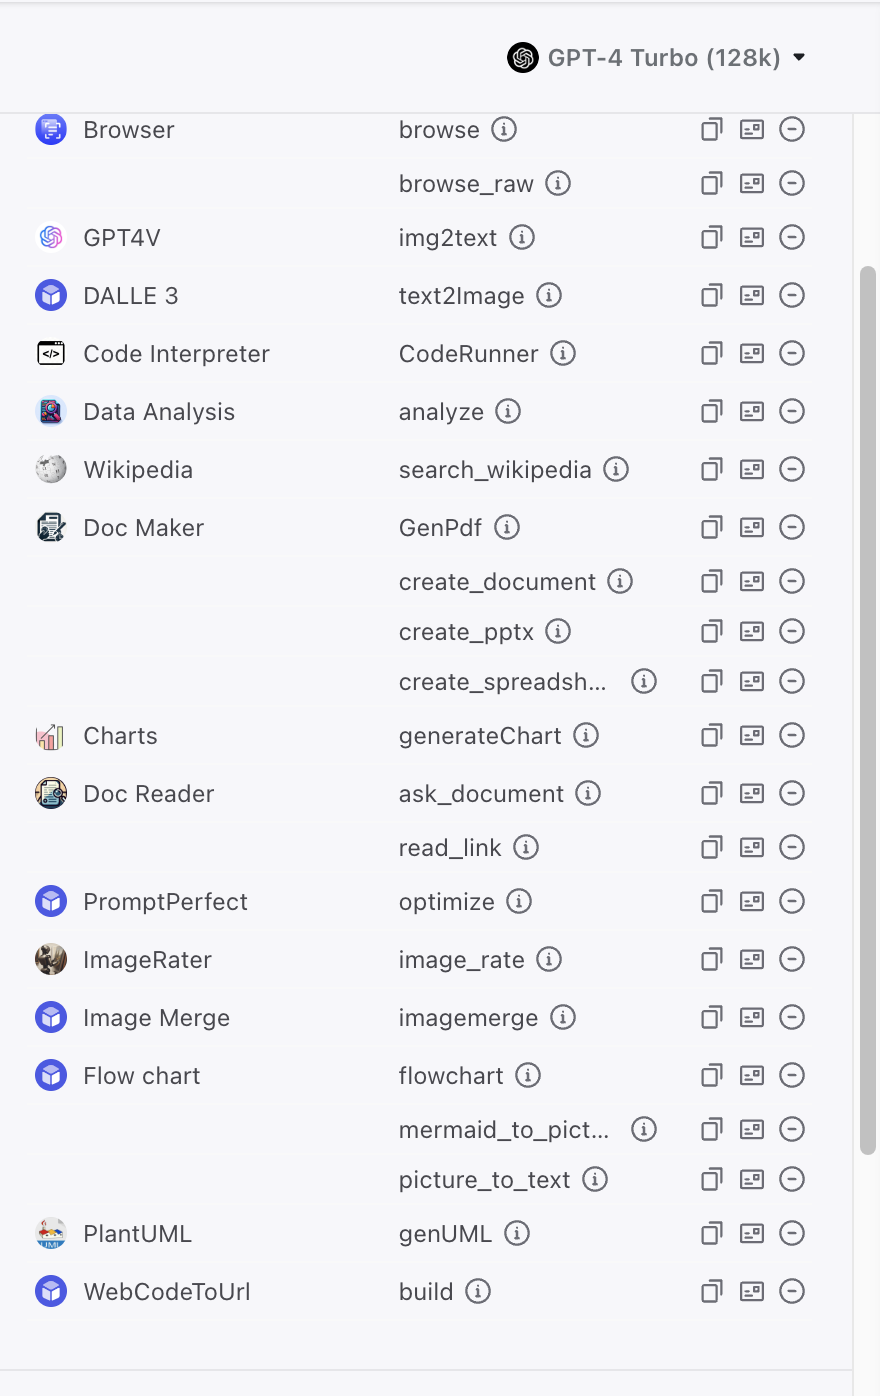 GPT-4 Turbo (128k)
Browser browse
browse_raw
GPT4V img2text
DALLE 3 text2Image
Code Interpreter CodeRunner
Data Analysis analyze
Wikipedia search_wikipedia
Doc Maker GenPdf
create_document
create_pptx
create_spreadsh...
Charts generateChart
Doc Reader ask_document
read_link
PromptPerfect optimize
ImageRater image_rate
Image Merge imagemerge
Flow chart flowchart
mermaid_to_pict...
picture_to_text
PlantUML genUML
WebCodeToUrl build